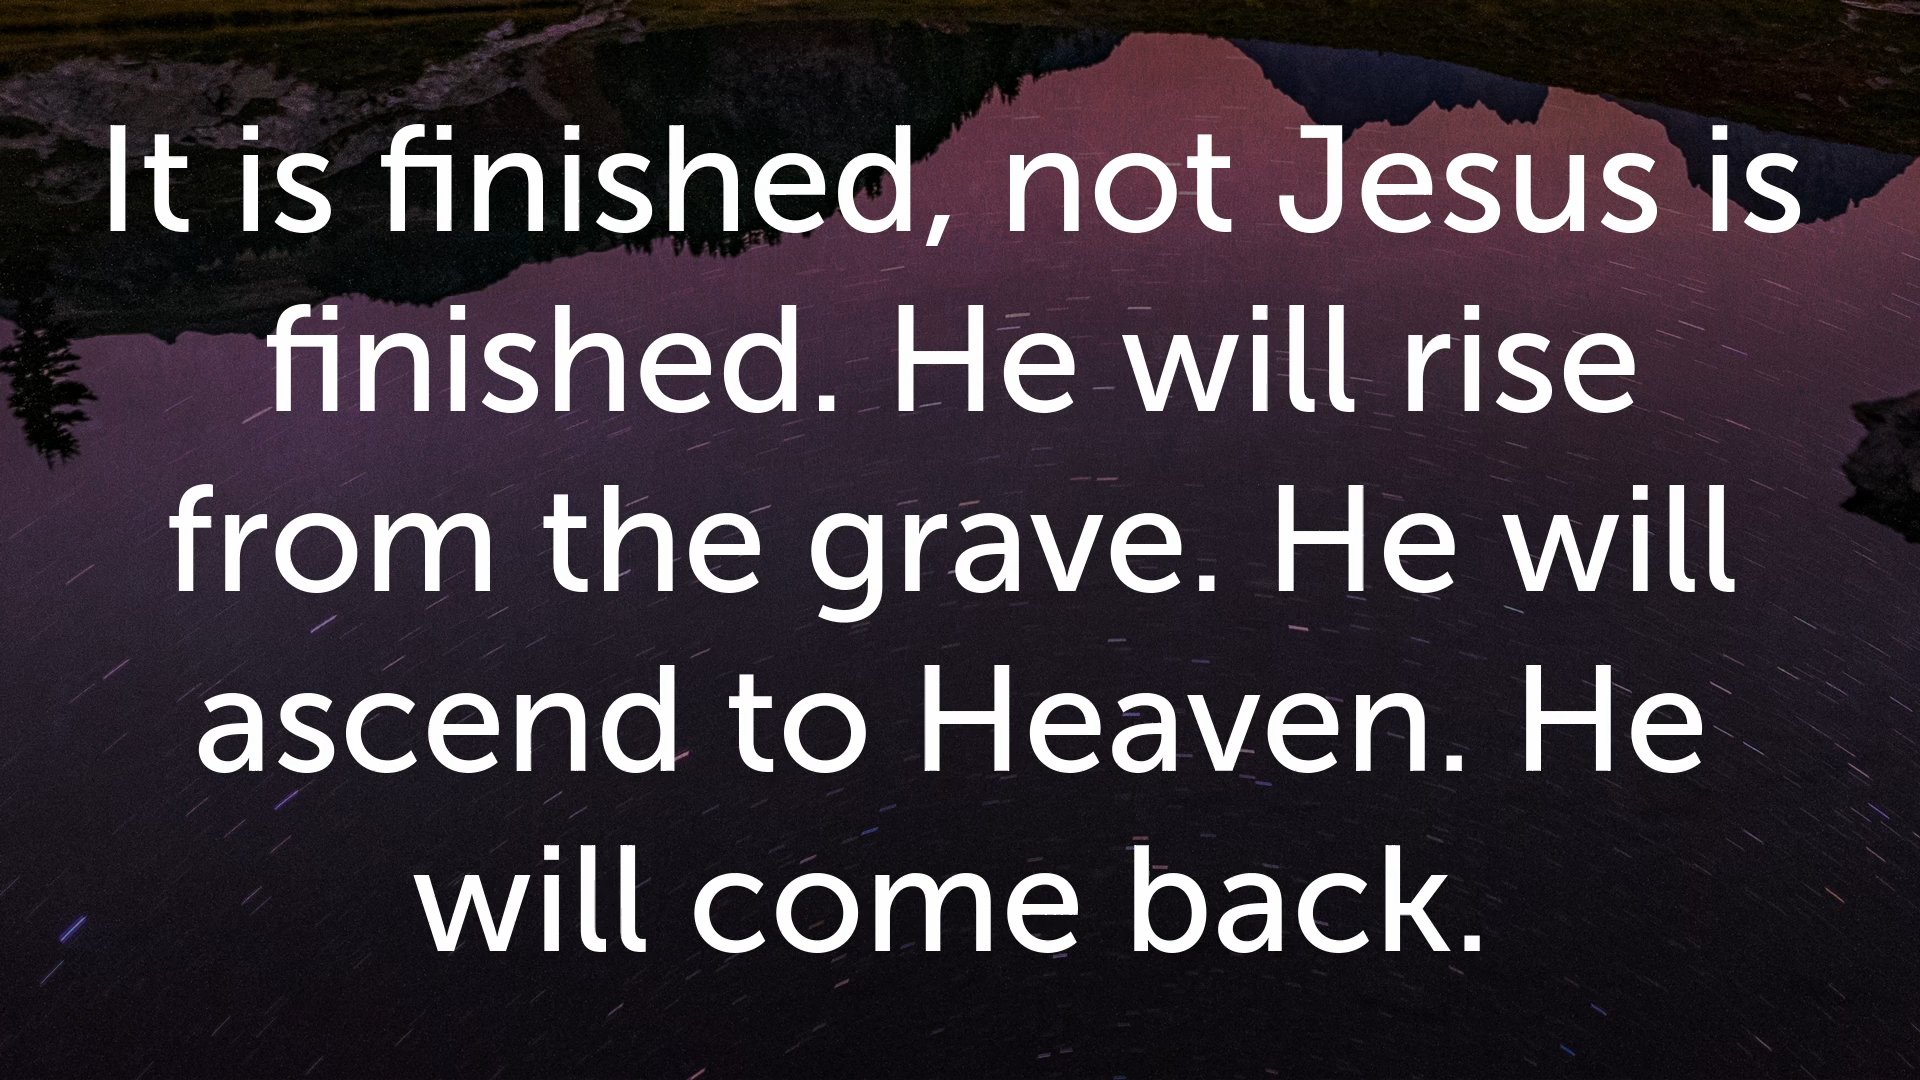 It is finished, not Jesus is
finished. He will rise
from the grave. He will
ascend to Heaven. He
will come back.